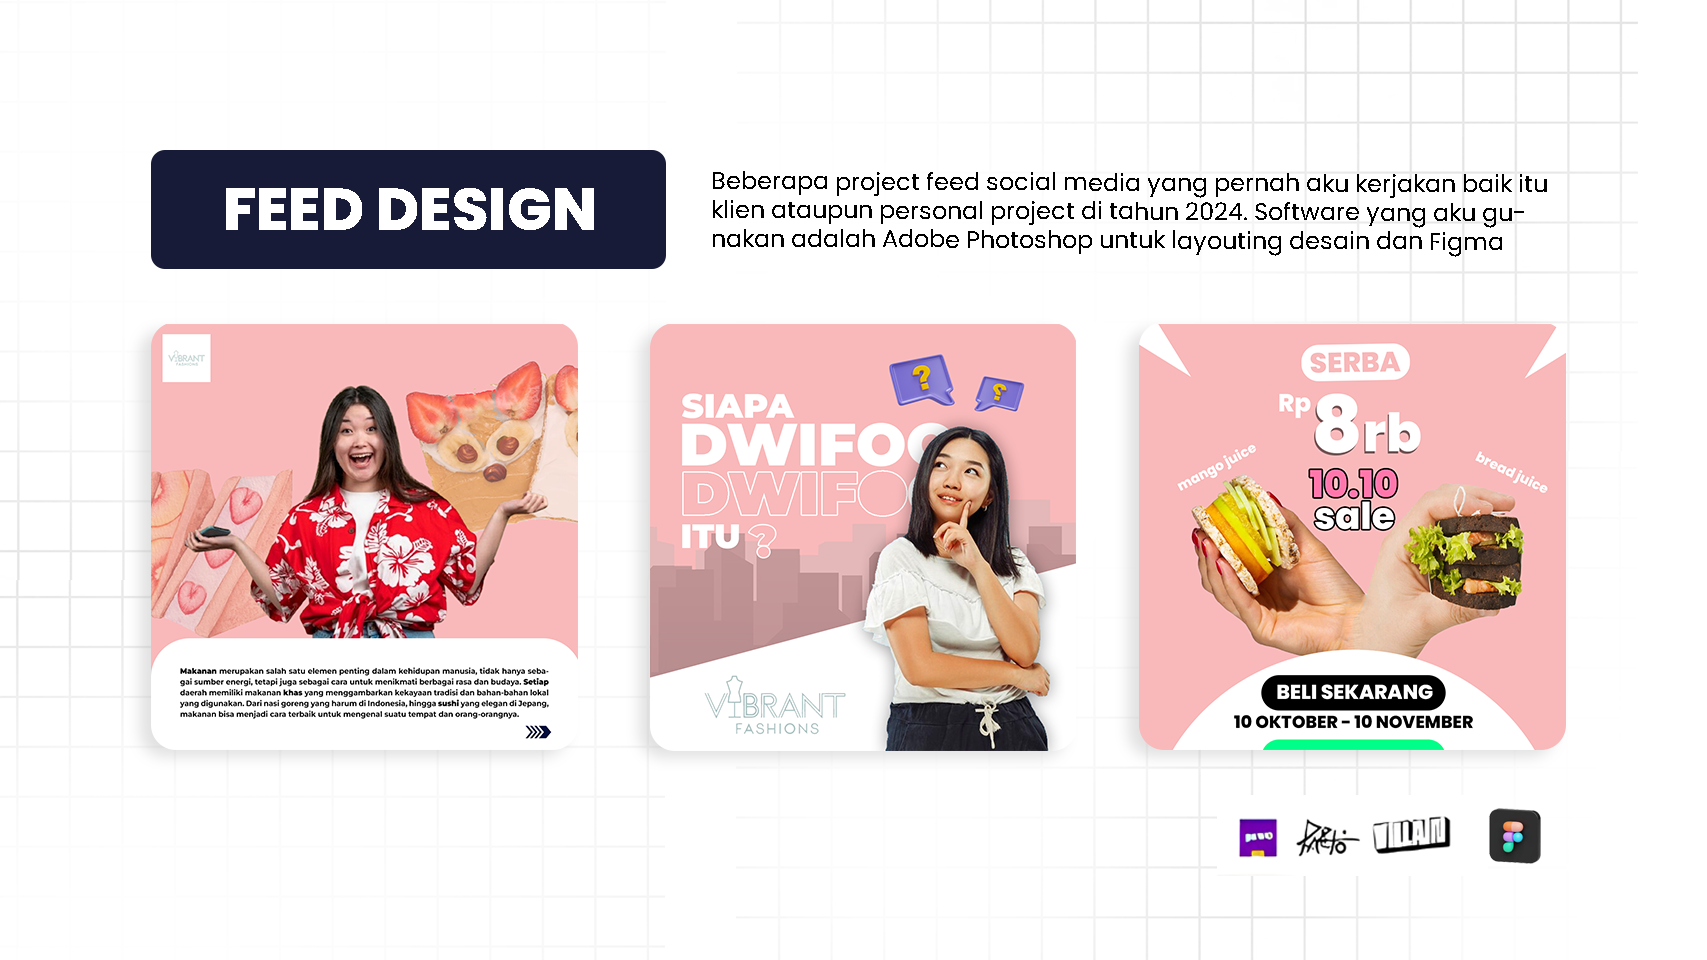 FEED DESIGN
Beberapa project feed social media yang pernah aku kerjakan baik itu
klien ataupun personal project di tahun 2024. Software yang aku gu-
nakan adalah Adobe Photoshop untuk layouting desain dan Figma
VIBRANT
FASHIONS
Makanan merupakan salah satu elemen penting dalam kehidupan manusia, tidak hanya seba-
gai sumber energi, tetapi juga sebagai cara untuk menikmati berbagai rasa dan budaya. Setiap
daerah memiliki makanan khas yang menggambarkan kekayaan tradisi dan bahan-bahan lokal
yang digunakan. Dari nasi goreng yang harum di Indonesia, hingga sushi yang elegan di Jepang,
makanan bisa menjadi cara terbaik untuk mengenal suatu tempat dan orang-orangnya.
? ?
SIAPA
DWIFOO
DWIFO
ITU ?
VIBRANT
FASHIONS
SERBA
Rp 8rb
10.10
sale
mango juice
bread juice
BELI SEKARANG
10 OKTOBER - 10 NOVEMBER
VILLAIN